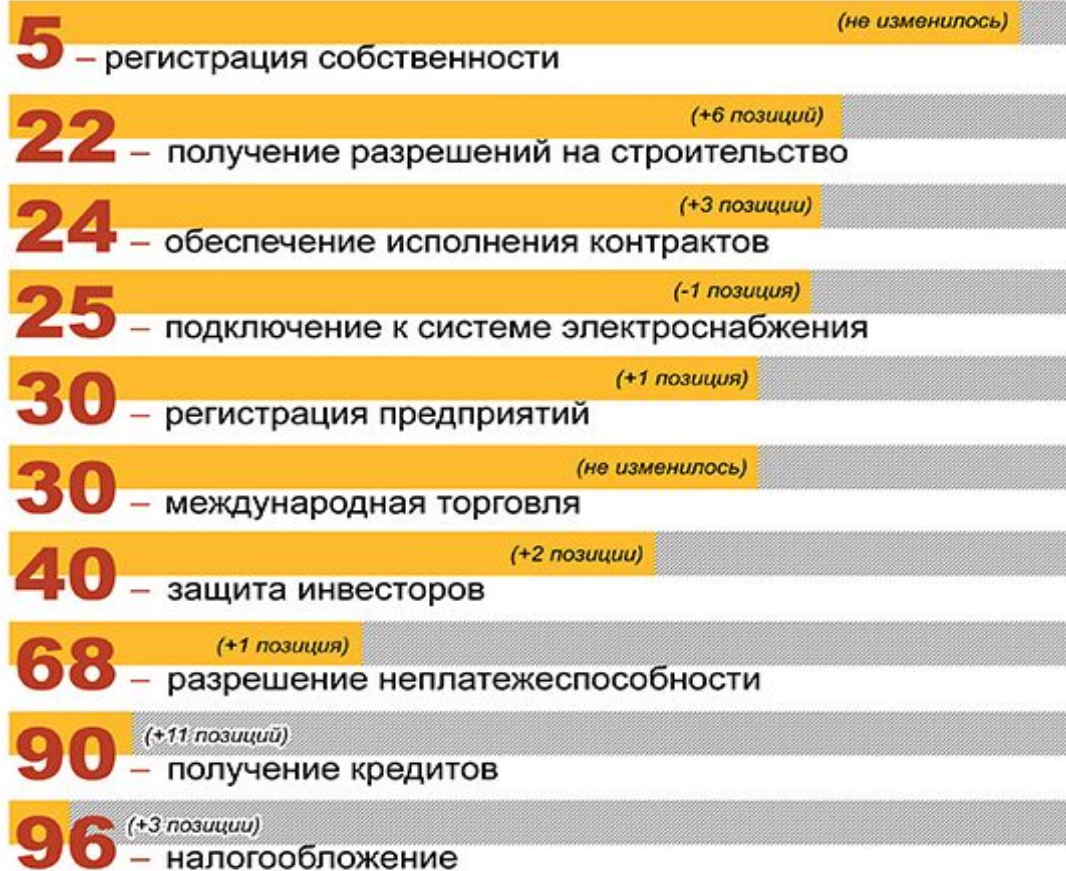 (не изменилось)
5 – регистрация собственности
(+6 позиций)
22 – получение разрешений на строительство
(+3 позиции)
24 – обеспечение исполнения контрактов
(-1 позиция)
25 – подключение к системе электроснабжения
(+1 позиция)
30 – регистрация предприятий
(не изменилось)
30 – международная торговля
(+2 позиции)
40 – защита инвесторов
(+1 позиция)
68 – разрешение неплатежеспособности
(+11 позиций)
90 – получение кредитов
(+3 позиции)
96 – налогообложение